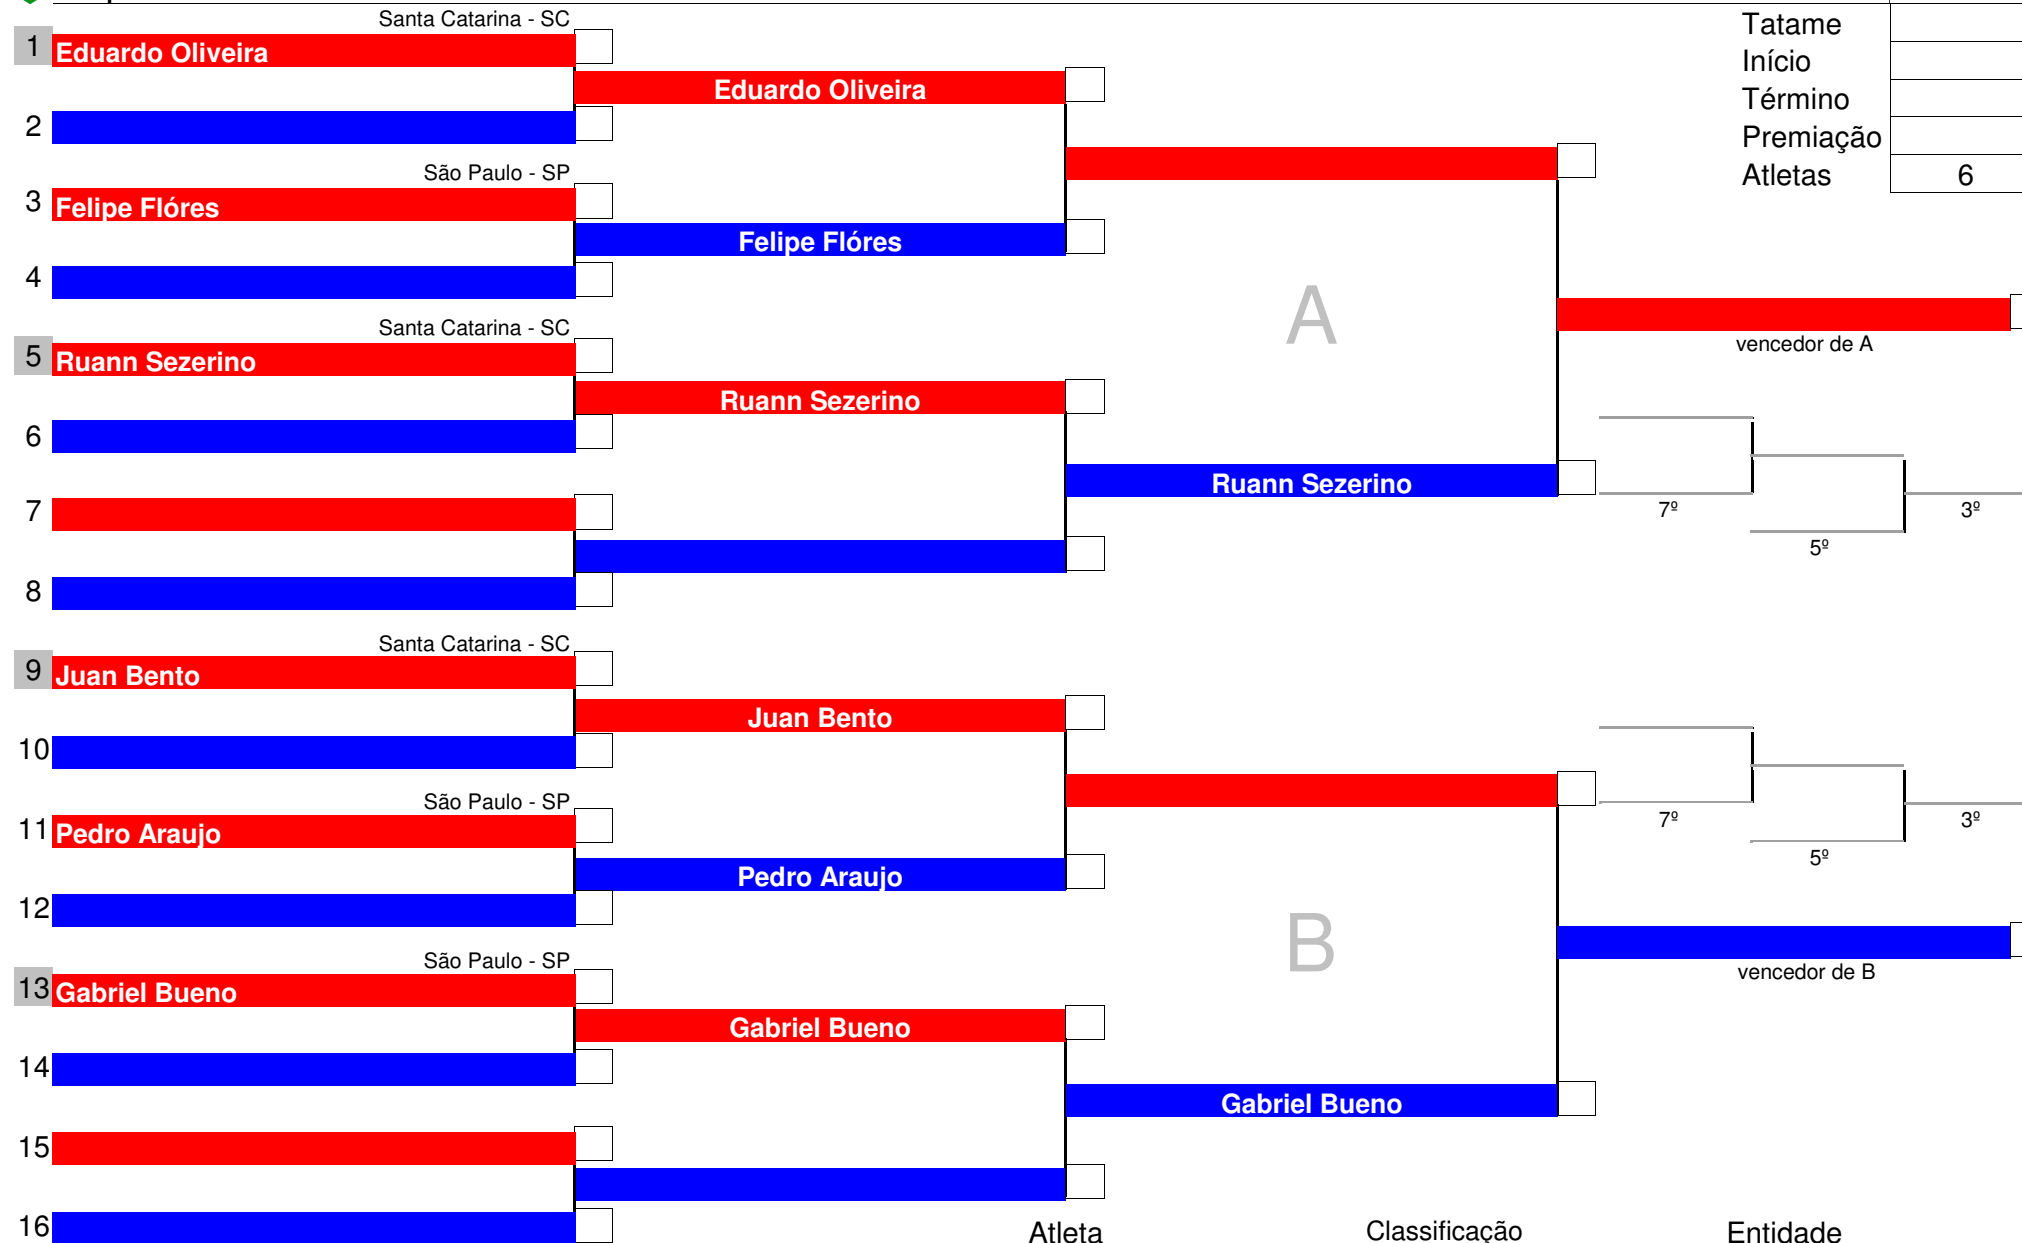 Santa Catarina - SC
Tatame
1 Eduardo Oliveira
Início
Eduardo Oliveira
Término
2
Premiação
São Paulo - SP
Atletas 6
3 Felipe Flóres
Felipe Flóres
4
A
Santa Catarina - SC
vencedor de A
5 Ruann Sezerino
Ruann Sezerino
6
Ruann Sezerino
7
7º 3º
5º
8
Santa Catarina - SC
9 Juan Bento
Juan Bento
10
São Paulo - SP
7º 3º
11 Pedro Araujo
5º
Pedro Araujo
12
B
São Paulo - SP
vencedor de B
13 Gabriel Bueno
Gabriel Bueno
14
Gabriel Bueno
15
16
Atleta Classificação Entidade